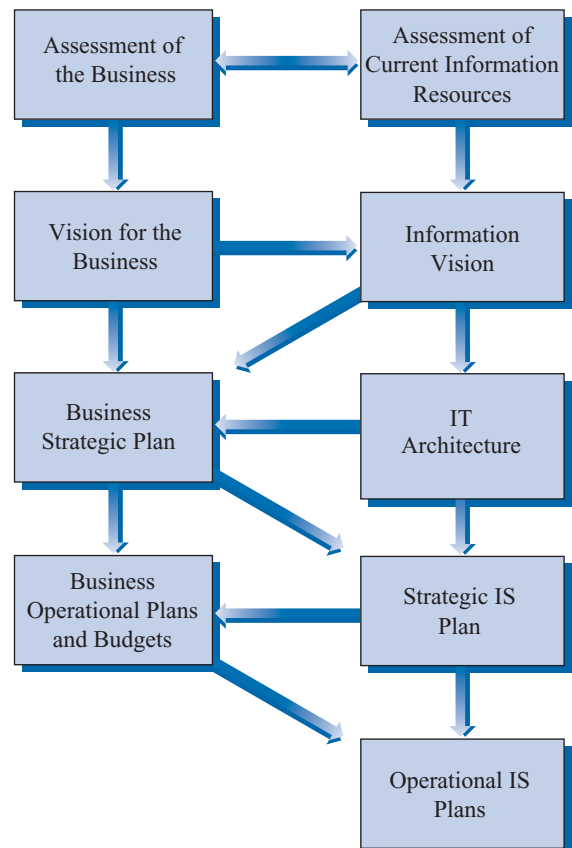 Assessment of
the Business
Assessment of
Current Information
Resources
Vision for the
Business
Information
Vision
Business
Strategic Plan
IT
Architecture
Business
Operational Plans
and Budgets
Strategic IS
Plan
Operational IS
Plans